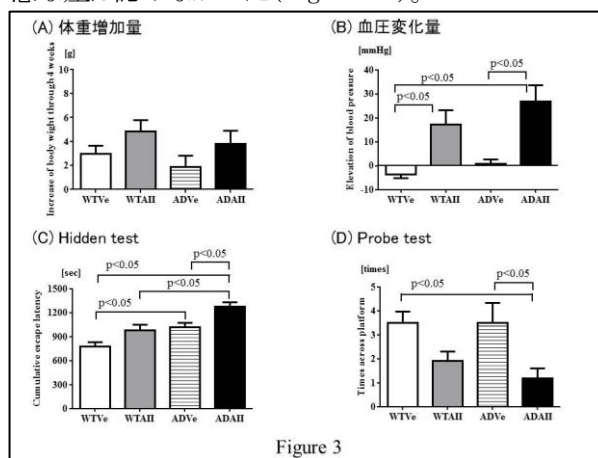 (A) 体重増加量
[g]
Increase of body wight through 4 weeks
10
8
6
4
2
0
WTVe WTAII ADVe ADAII
(B) 血圧変化量
[mmHg]
Elevation of blood pressure
p<0.05
p<0.05
p<0.05
40
30
20
10
0
-10
WTVe WTAII ADVe ADAII
(C) Hidden test
[sec]
Cumulative escape latency
p<0.05
p<0.05
p<0.05
p<0.05
1500
1200
900
600
300
0
WTVe WTAII ADVe ADAII
(D) Probe test
[times]
Times across platform
p<0.05
p<0.05
5
4
3
2
1
0
WTVe WTAII ADVe ADAII
Figure 3